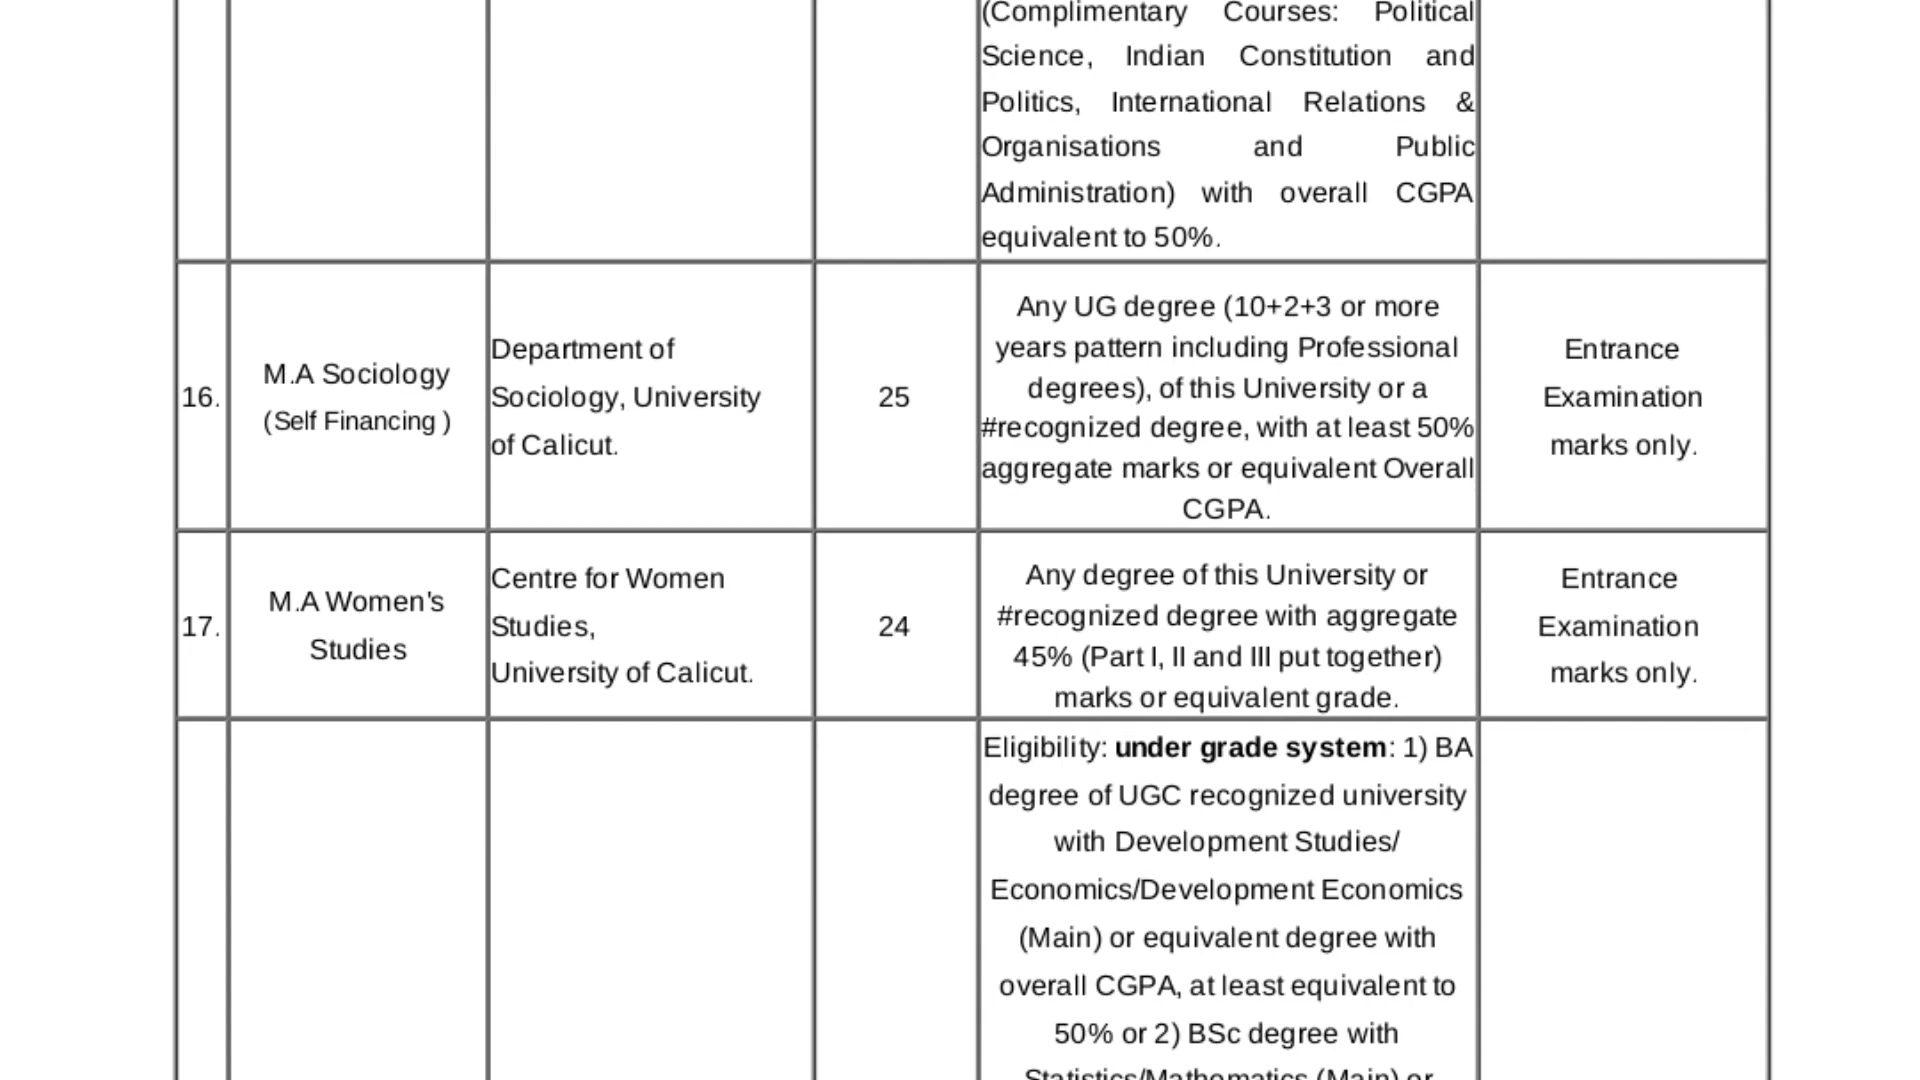 (Complimentary Courses: Political
Science, Indian Constitution and
Politics, International Relations &
Organisations and Public
Administration) with overall CGPA
equivalent to 50%.
16.
M.A Sociology
(Self Financing )
Department of
Sociology, University
of Calicut.
25
Any UG degree (10+2+3 or more
years pattern including Professional
degrees), of this University or a
#recognized degree, with at least 50%
aggregate marks or equivalent Overall
CGPA.
Entrance
Examination
marks only.
17.
M.A Women's
Studies
Centre for Women
Studies,
University of Calicut.
24
Any degree of this University or
#recognized degree with aggregate
45% (Part I, II and III put together)
marks or equivalent grade.
Entrance
Examination
marks only.
Eligibility: under grade system: 1) BA
degree of UGC recognized university
with Development Studies/
Economics/Development Economics
(Main) or equivalent degree with
overall CGPA, at least equivalent to
50% or 2) BSc degree with
Statistics/Mathematics (Main) or